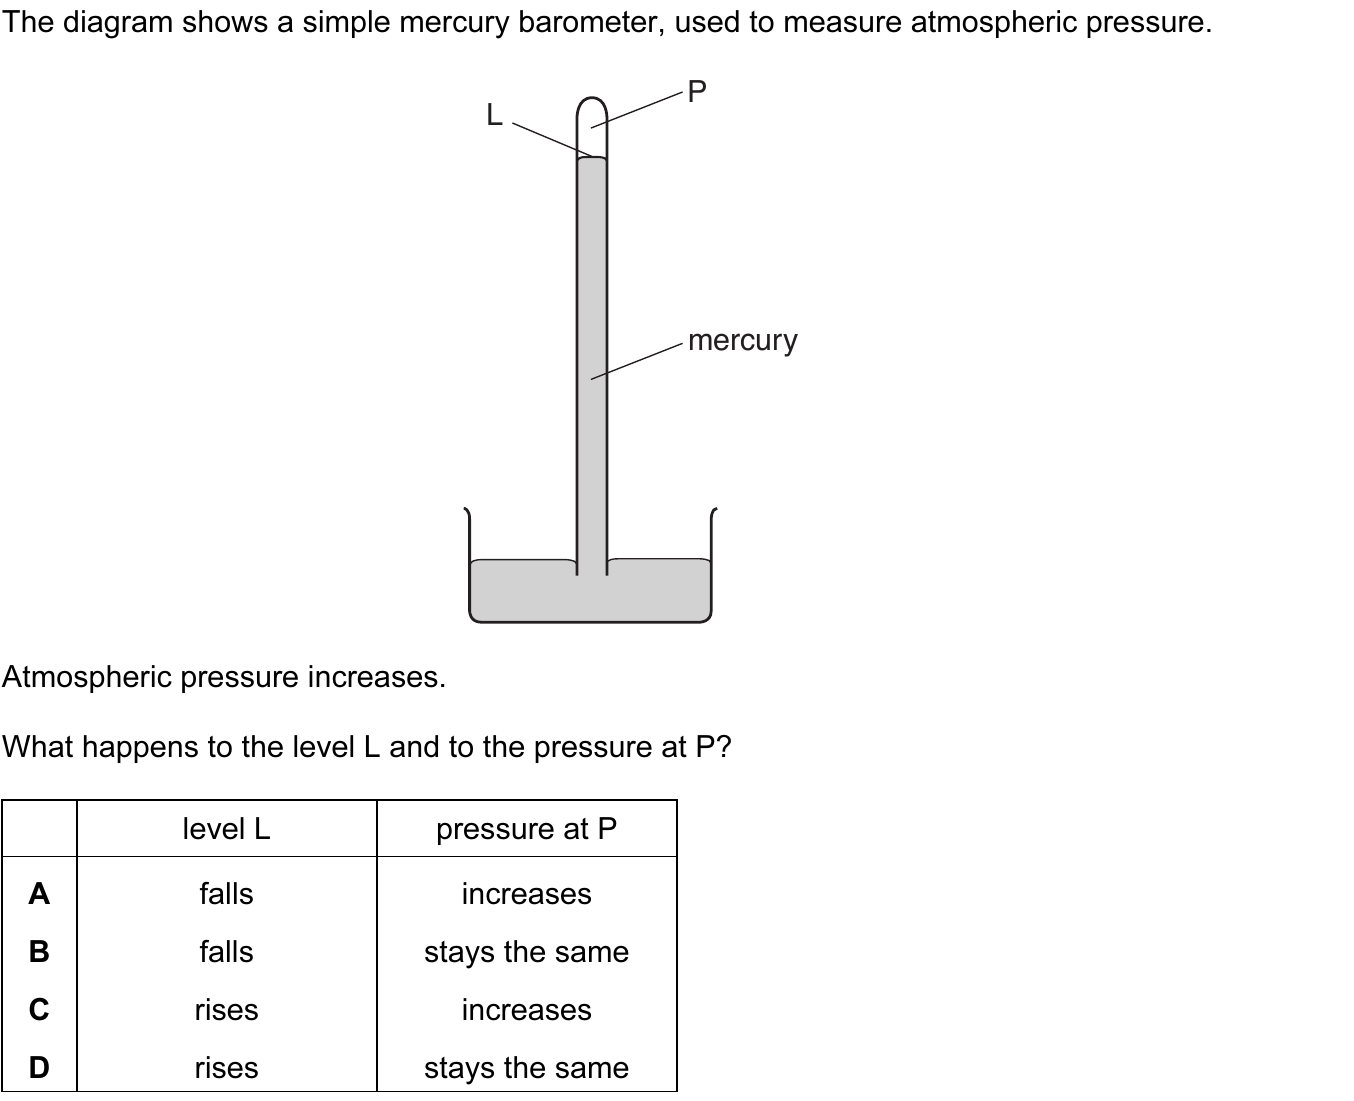 The diagram shows a simple mercury barometer, used to measure atmospheric pressure.
P
L
mercury
Atmospheric pressure increases.
What happens to the level L and to the pressure at P?
level L pressure at P
A falls increases
B falls stays the same
C rises increases
D rises stays the same